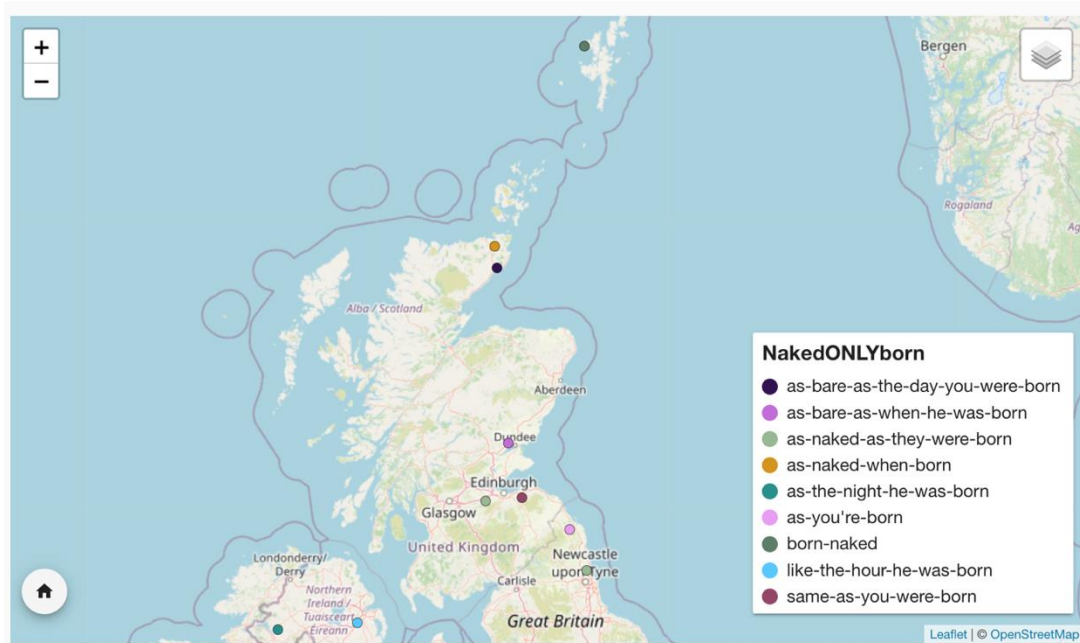 +
−
Bergen
Rogaland
Alba / Scotland
Aberdeen
Dundee
Edinburgh
Glasgow
United Kingdom
Newcastle
upon Tyne
Carlisle
Londonderry/
Derry
Northern
Ireland /
Tuaisceart
Éireann
Great Britain
NakedONLYborn
as-bare-as-the-day-you-were-born
as-bare-as-when-he-was-born
as-naked-as-they-were-born
as-naked-when-born
as-the-night-he-was-born
as-you're-born
born-naked
like-the-hour-he-was-born
same-as-you-were-born
Leaflet | © OpenStreetMap